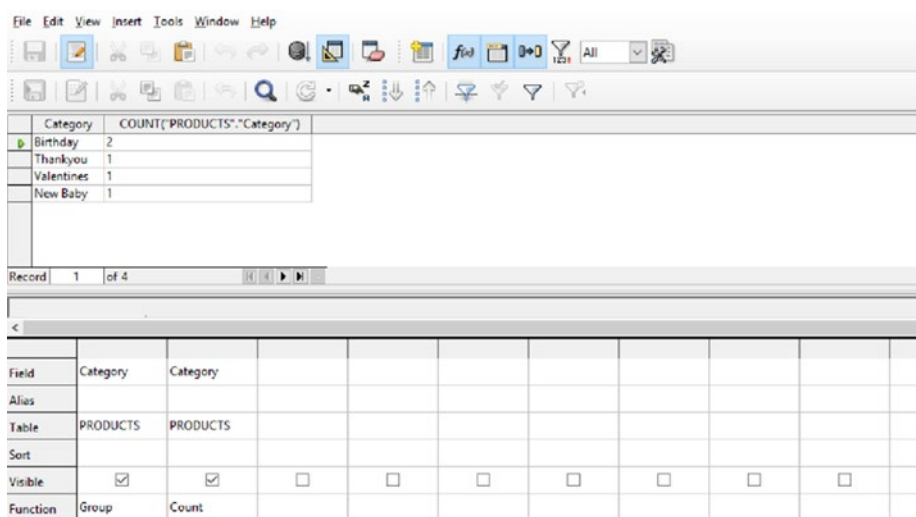 File Edit View Insert Tools Window Help
All
Category COUNT("PRODUCTS"."Category")
Birthday 2
Thankyou 1
Valentines 1
New Baby 1
Record 1 of 4
Field Category Category
Alias
Table PRODUCTS PRODUCTS
Sort
Visible
Function Group Count